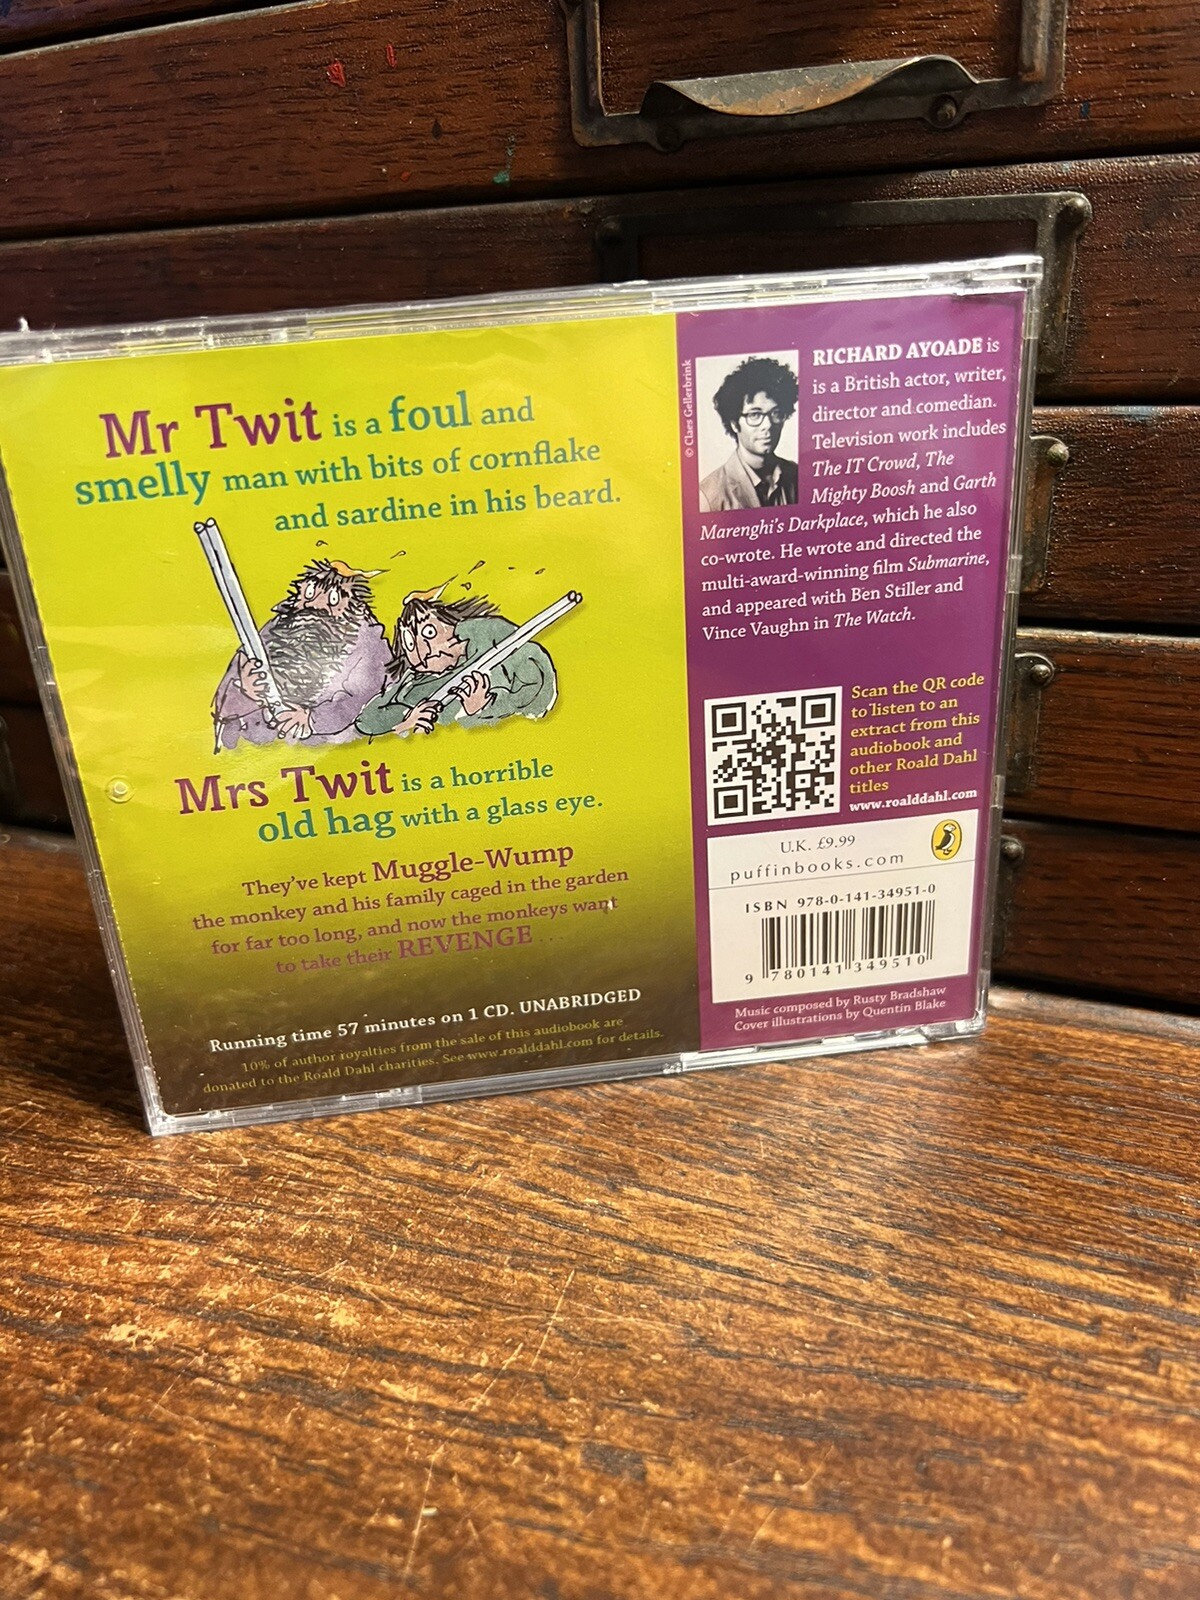 Mr Twit is a foul and
smelly man with bits of cornflake
and sardine in his beard.
Mrs Twit is a horrible
old hag with a glass eye.
They've kept Muggle-Wump
the monkey and his family caged in the garden
for far too long, and now the monkeys want
to take their REVENGE ...
Running time 57 minutes on 1 CD. UNABRIDGED
10% of author royalties from the sale of this audiobook are
donated to the Roald Dahl charities. See www.roalddahl.com for details.
© Claes Gellerbrink
RICHARD AYOADE is
is a British actor, writer,
director and comedian.
Television work includes
The IT Crowd, The
Mighty Boosh and Garth
Marenghi's Darkplace, which he also
co-wrote. He wrote and directed the
multi-award-winning film Submarine,
and appeared with Ben Stiller and
Vince Vaughn in The Watch.
Scan the QR code
to listen to an
extract from this
audiobook and
other Roald Dahl
titles
www.roalddahl.com
U.K. £9.99
puffinbooks.com
ISBN 978-0-141-34951-0
9 780141 349510
Music composed by Rusty Bradshaw
Cover illustrations by Quentin Blake